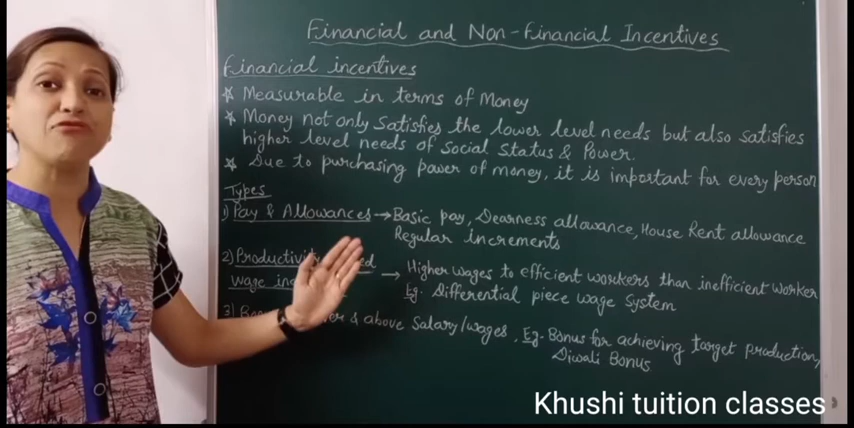 Financial and Non-Financial Incentives
Financial incentives
☆ Measurable in terms of Money
☆ Money not only Satisfies the lower level needs but also satisfies
higher level needs of Social Status & Power.
☆ Due to purchasing power of money, it is important for every person
Types
1) Pay & Allowances → Basic pay, Dearness allowance, House Rent allowance
Regular increments
2) Productivity
wage → Higher wages to efficient workers than inefficient worker
Eg. Differential piece wage System
3) & above Salary/wages, Eg- Bonus for achieving target production,
Diwali Bonus
Khushi tuition classes